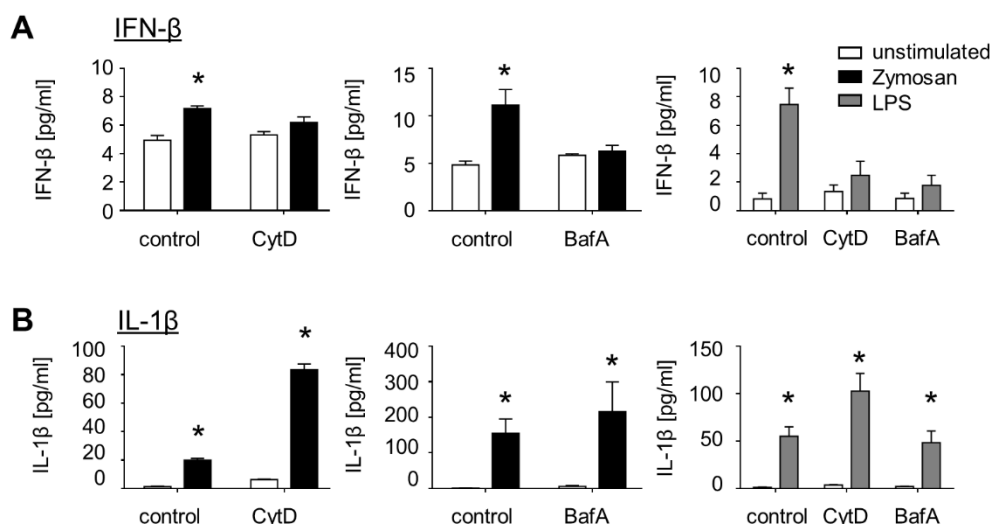 A IFN-β
IFN-β [pg/ml]
10
8
6
4
2
0
control CytD
*
IFN-β [pg/ml]
15
10
5
0
control BafA
*
IFN-β [pg/ml]
10
8
6
4
2
0
control CytD BafA
*
unstimulated
Zymosan
LPS
B IL-1β
IL-1β [pg/ml]
100
80
60
40
20
0
control CytD
*
*
IL-1β [pg/ml]
400
300
200
100
0
control BafA
*
*
IL-1β [pg/ml]
150
100
50
0
control CytD BafA
*
*
*